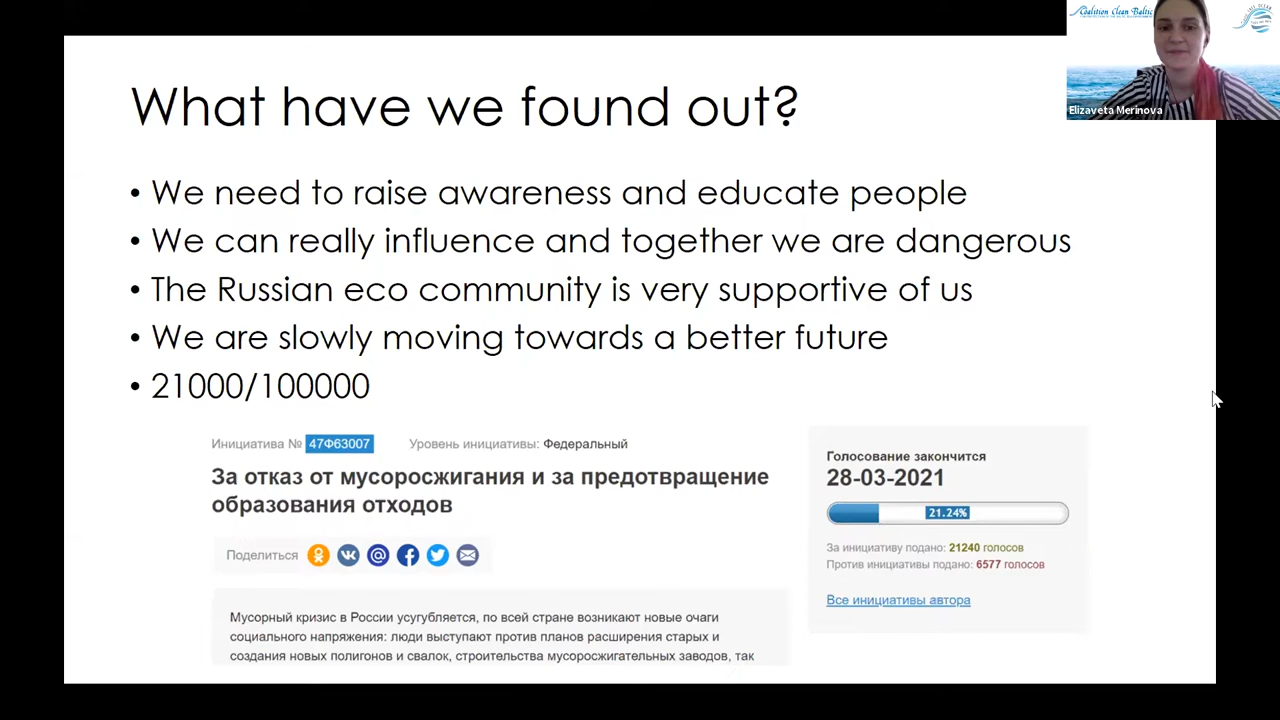 Coalition Clean Baltic
Elizaveta Merinova
What have we found out?
• We need to raise awareness and educate people
• We can really influence and together we are dangerous
• The Russian eco community is very supportive of us
• We are slowly moving towards a better future
• 21000/100000
Инициатива № 47Ф63007 Уровень инициативы: Федеральный
За отказ от мусоросжигания и за предотвращение
образования отходов
Поделиться
Мусорный кризис в России усугубляется, по всей стране возникают новые очаги
социального напряжения: люди выступают против планов расширения старых и
создания новых полигонов и свалок, строительства мусоросжигательных заводов, так
Голосование закончится
28-03-2021
21.24%
За инициативу подано: 21240 голосов
Против инициативы подано: 6577 голосов
Все инициативы автора